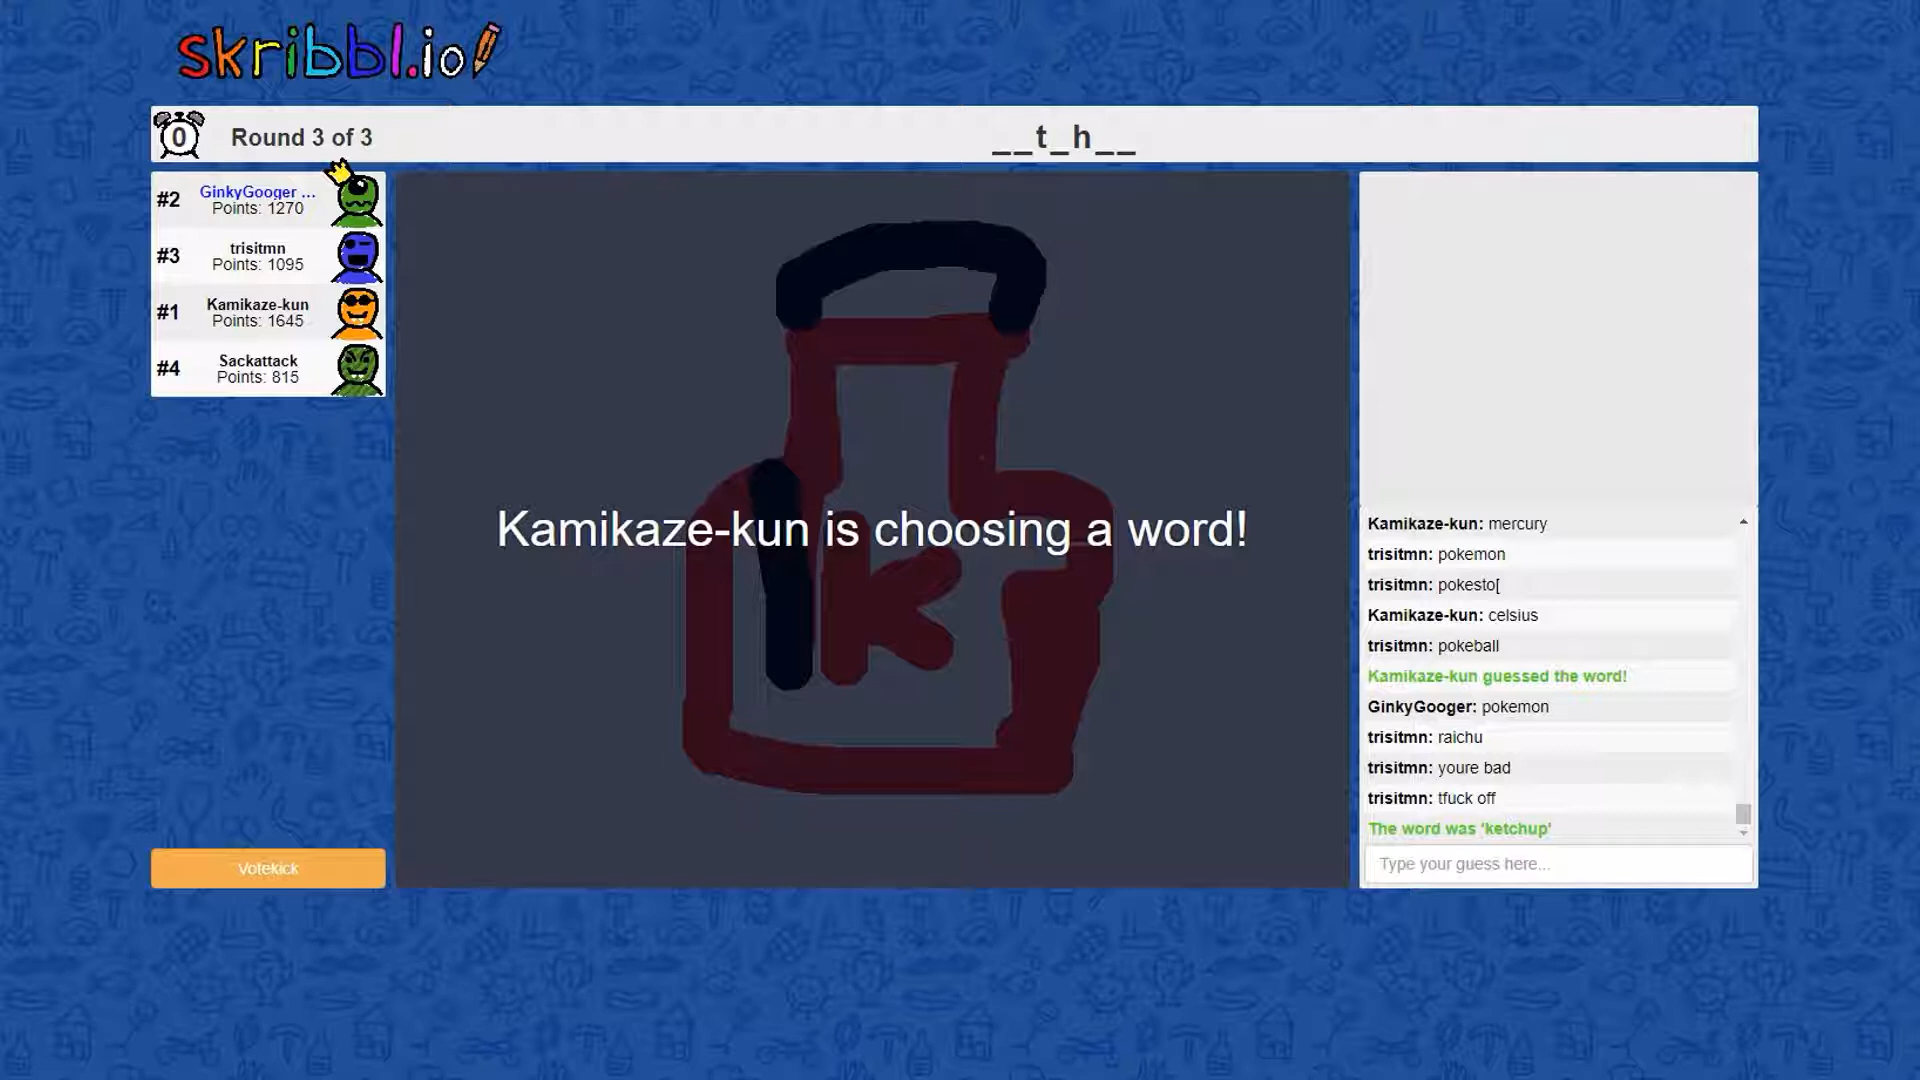 skribbl.io
0
Round 3 of 3
__t_h__
#2
GinkyGooger ...
Points: 1270
#3
trisitmn
Points: 1095
#1
Kamikaze-kun
Points: 1645
#4
Sackattack
Points: 815
Votekick
Kamikaze-kun is choosing a word!
K
Kamikaze-kun: mercury
trisitmn: pokemon
trisitmn: pokesto[
Kamikaze-kun: celsius
trisitmn: pokeball
Kamikaze-kun guessed the word!
GinkyGooger: pokemon
trisitmn: raichu
trisitmn: youre bad
trisitmn: tfuck off
The word was 'ketchup'
Type your guess here...